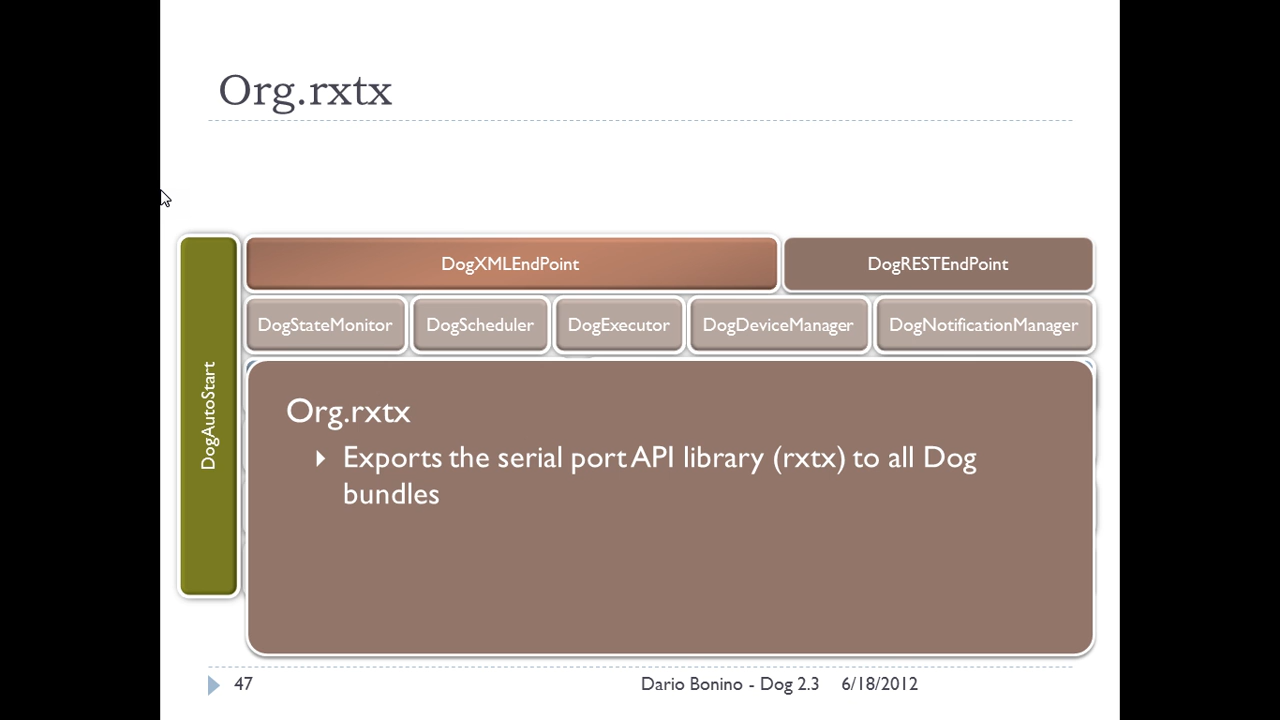 Org.rxtx
DogXMLEndPoint
DogRESTEndPoint
DogStateMonitor
DogScheduler
DogExecutor
DogDeviceManager
DogNotificationManager
DogAutoStart
Org.rxtx
Exports the serial port API library (rxtx) to all Dog
bundles
47
Dario Bonino - Dog 2.3
6/18/2012